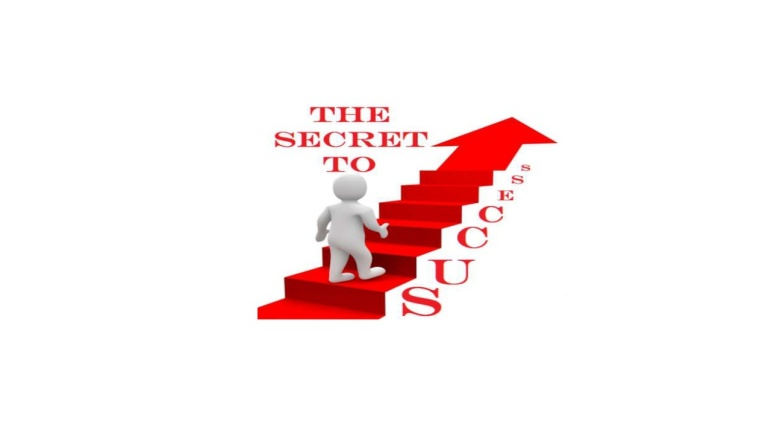 THE
SECRET
TO
SUCCESS